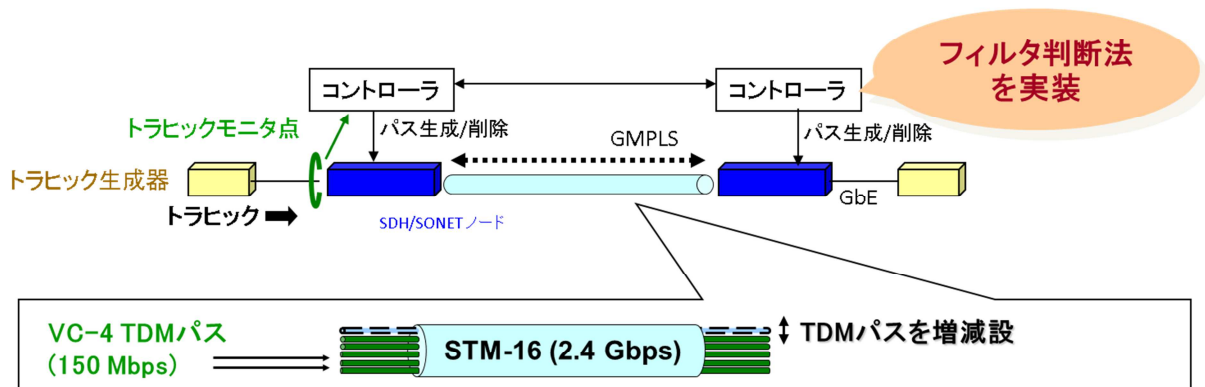 フィルタ判断法
を実装
コントローラ
コントローラ
トラヒックモニタ点
パス生成/削除
パス生成/削除
GMPLS
トラヒック生成器
GbE
トラヒック
SDH/SONETノード
VC-4 TDMパス
(150 Mbps)
STM-16 (2.4 Gbps)
TDMパスを増減設